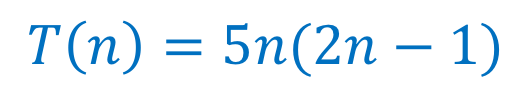 T(n) = 5n(2n − 1)